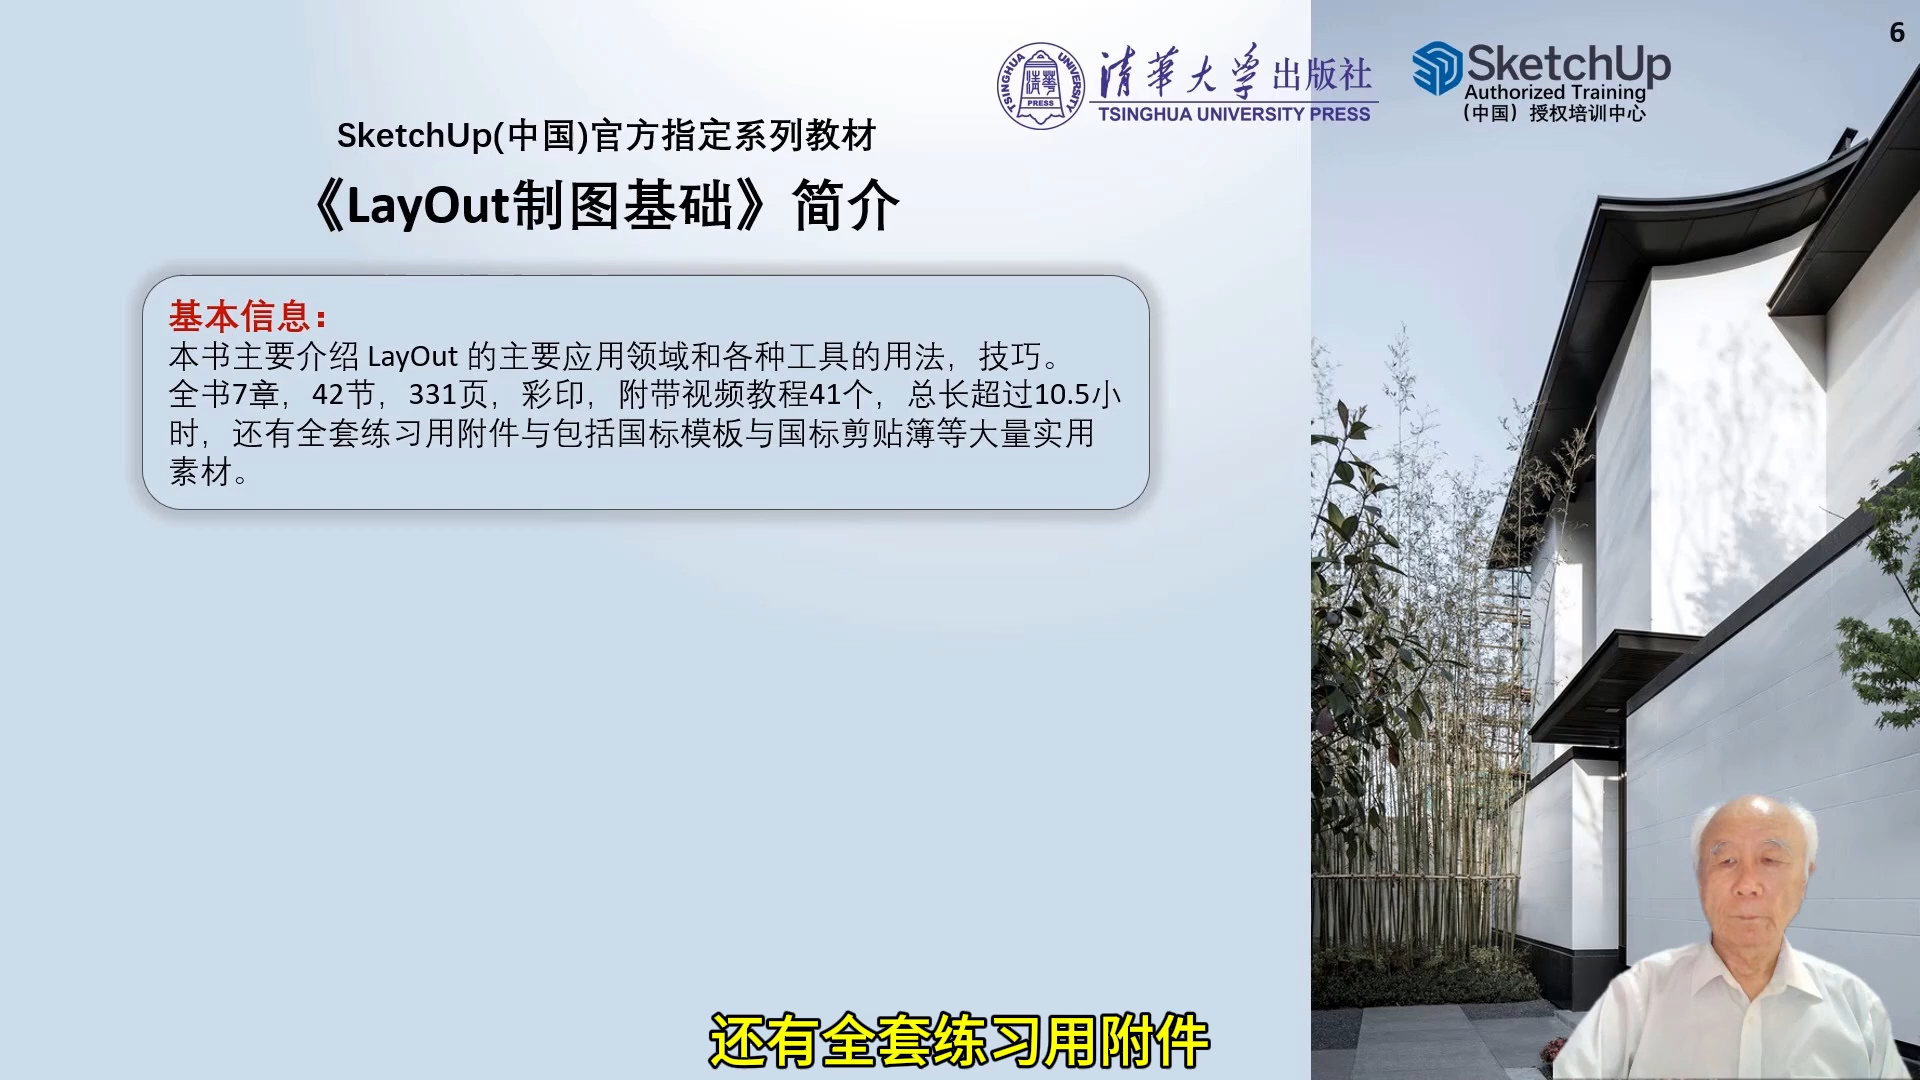 6
TSINGHUA UNIVERSITY
清华
PRESS
清華大学出版社
TSINGHUA UNIVERSITY PRESS
SketchUp
Authorized Training
（中国）授权培训中心
SketchUp(中国)官方指定系列教材
《LayOut制图基础》简介
基本信息：
本书主要介绍 LayOut 的主要应用领域和各种工具的用法，技巧。
全书7章，42节，331页，彩印，附带视频教程41个，总长超过10.5小
时，还有全套练习用附件与包括国标模板与国标剪贴簿等大量实用
素材。
还有全套练习用附件